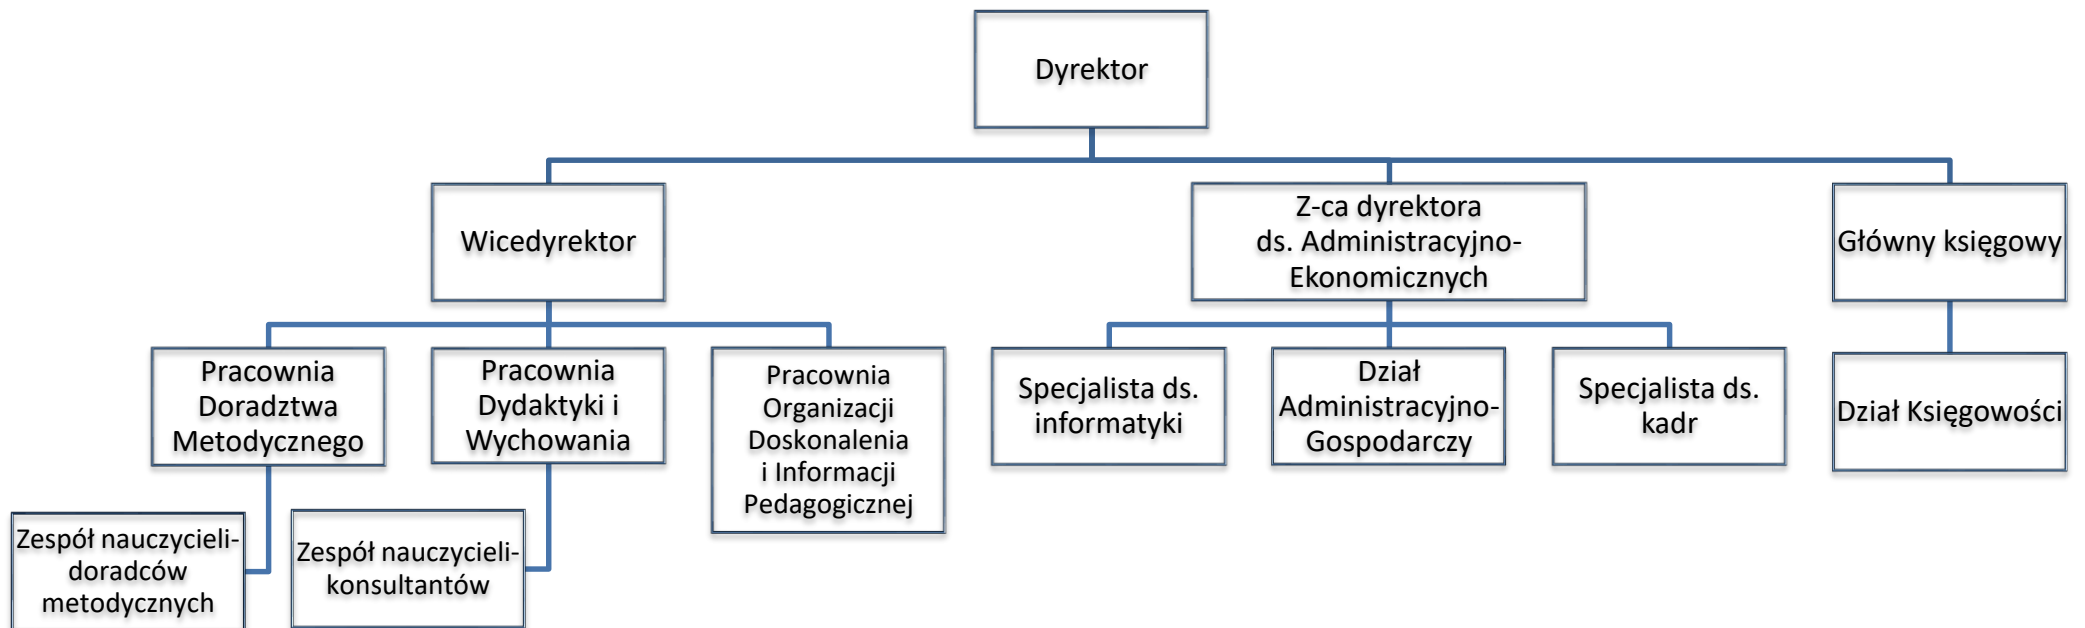 Dyrektor
Wicedyrektor
Z-ca dyrektora
ds. Administracyjno-
Ekonomicznych
Główny księgowy
Pracownia
Doradztwa
Metodycznego
Pracownia
Dydaktyki i
Wychowania
Pracownia
Organizacji
Doskonalenia
i Informacji
Pedagogicznej
Specjalista ds.
informatyki
Dział
Administracyjno-
Gospodarczy
Specjalista ds.
kadr
Dział Księgowości
Zespół nauczycieli-
doradców
metodycznych
Zespół nauczycieli-
konsultantów